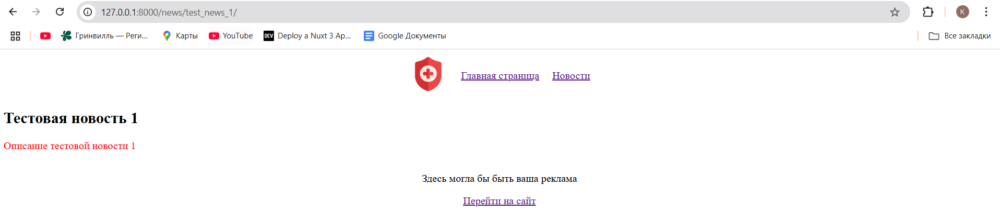 127.0.0.1:8000/news/test_news_1/
K
Гринвилль — Реги...
Карты
YouTube
DEV Deploy a Nuxt 3 Ap...
Google Документы
Все закладки
Главная страница Новости
Тестовая новость 1
Описание тестовой новости 1
Здесь могла бы быть ваша реклама
Перейти на сайт